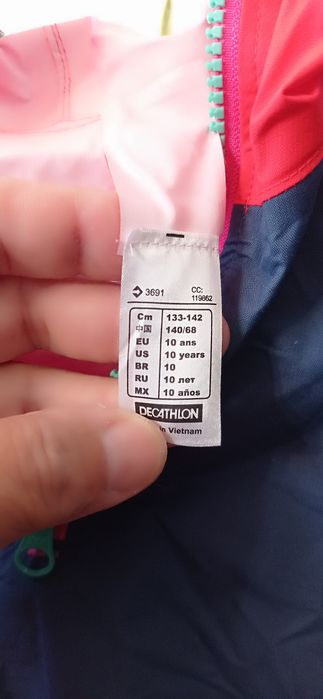 3691 CC: 119862
Cm 133-142
中国 140/68
EU 10 ans
US 10 years
BR 10
RU 10 лет
MX 10 años
DECATHLON
in Vietnam